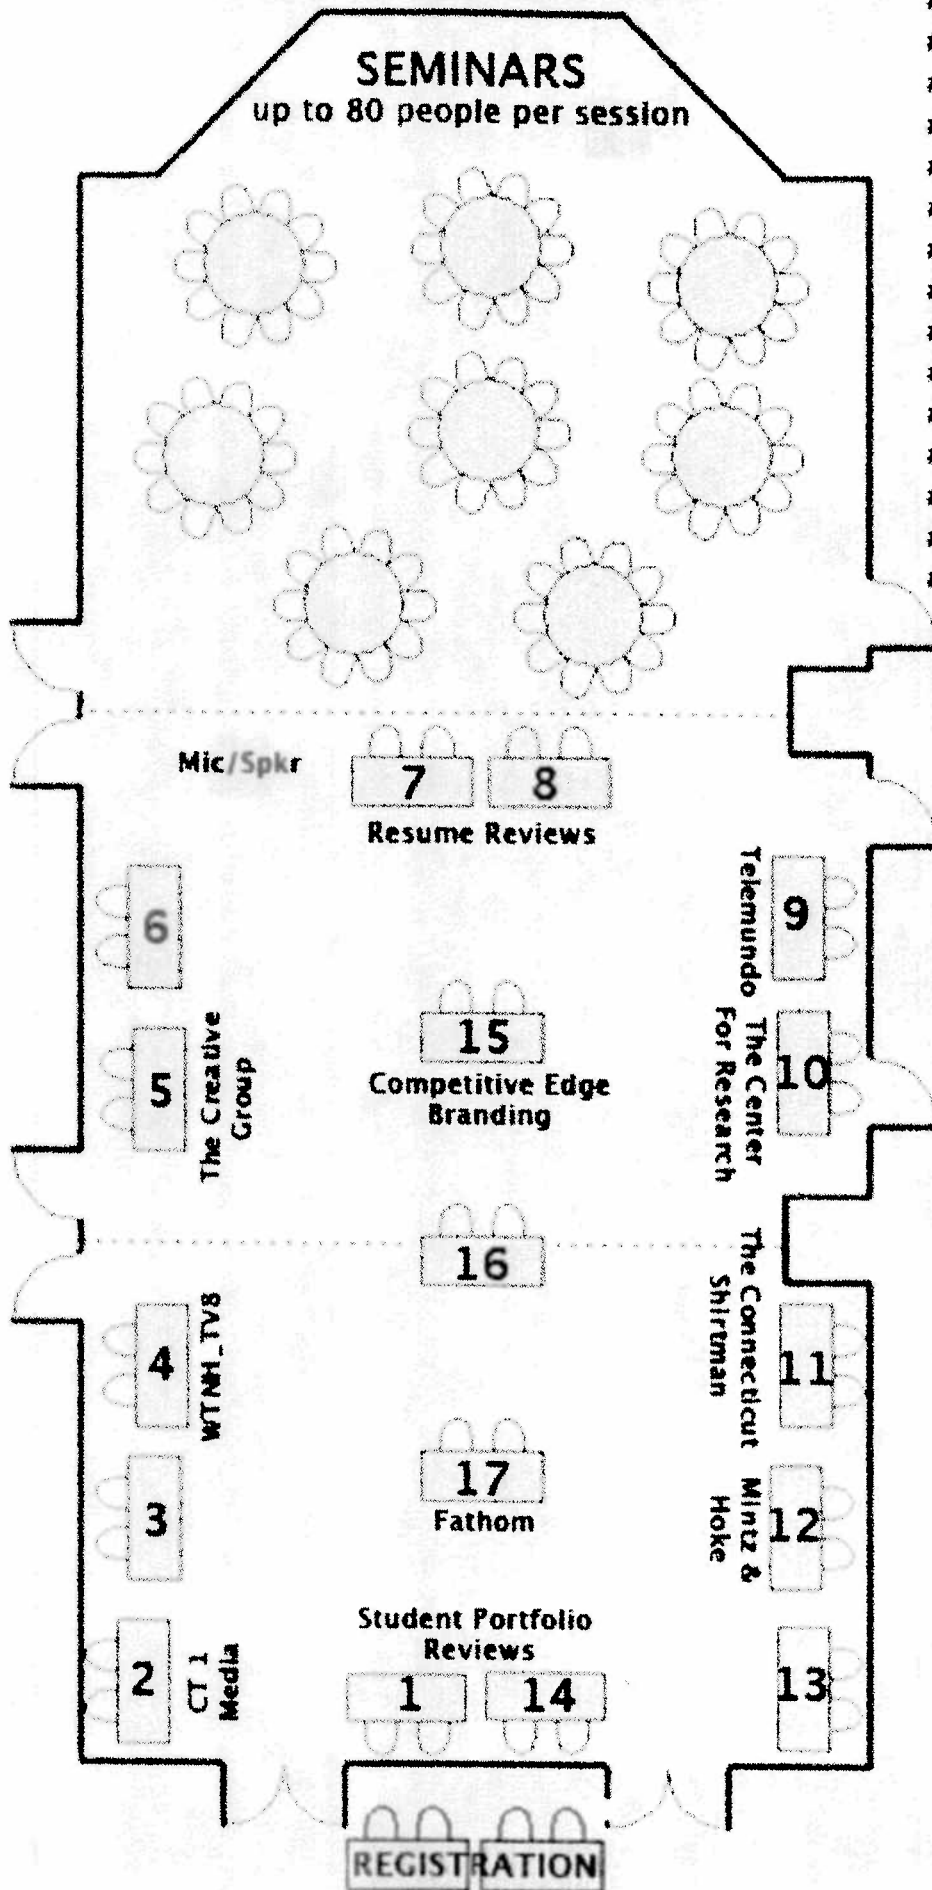 SEMINARS
up to 80 people per session
Mic/Spkr
7
8
Resume Reviews
6
9
Telemundo
5
The Creative
Group
15
Competitive Edge
Branding
10
The Center
For Research
16
4
WTNH_TV8
11
The Connecticut
Shirtman
3
17
Fathom
12
Mintz &
Hoke
2
CT 1
Media
Student Portfolio
Reviews
1
14
13
REGISTRATION